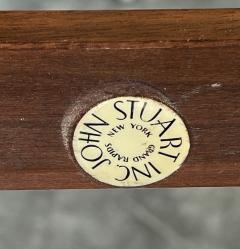 JOHN STUART INC.
NEW YORK
GRAND RAPIDS